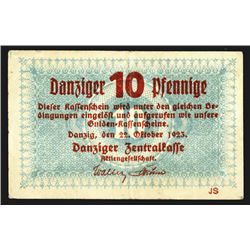 Danziger 10 Pfennige
Dieser Kassenschein wird unter den gleichen Be-
dingungen eingelöst und aufgerufen wie unsere
Gulden-Kassenscheine.
Danzig, den 22. Oktober 1923.
Danziger Zentralkasse
Aktiengesellschaft.
JS